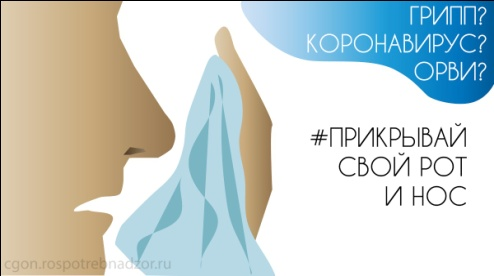 ГРИПП?
КОРОНАВИРУС?
ОРВИ?
#ПРИКРЫВАЙ
СВОЙ РОТ
И НОС
cgon.rospotrebnadzor.ru